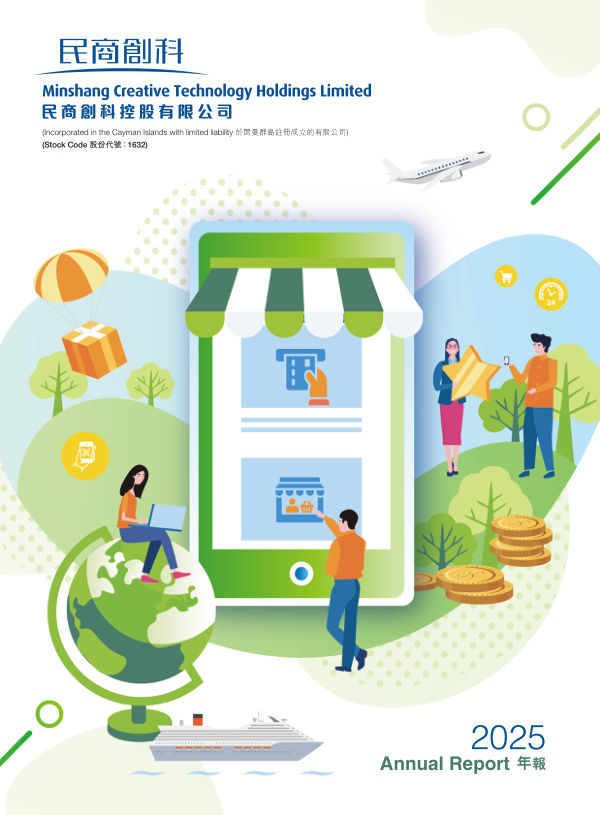 民商創科
Minshang Creative Technology Holdings Limited
民商創科控股有限公司
(Incorporated in the Cayman Islands with limited liability 於開曼群島註冊成立的有限公司)
(Stock Code 股份代號 : 1632)
24
2025
Annual Report 年報